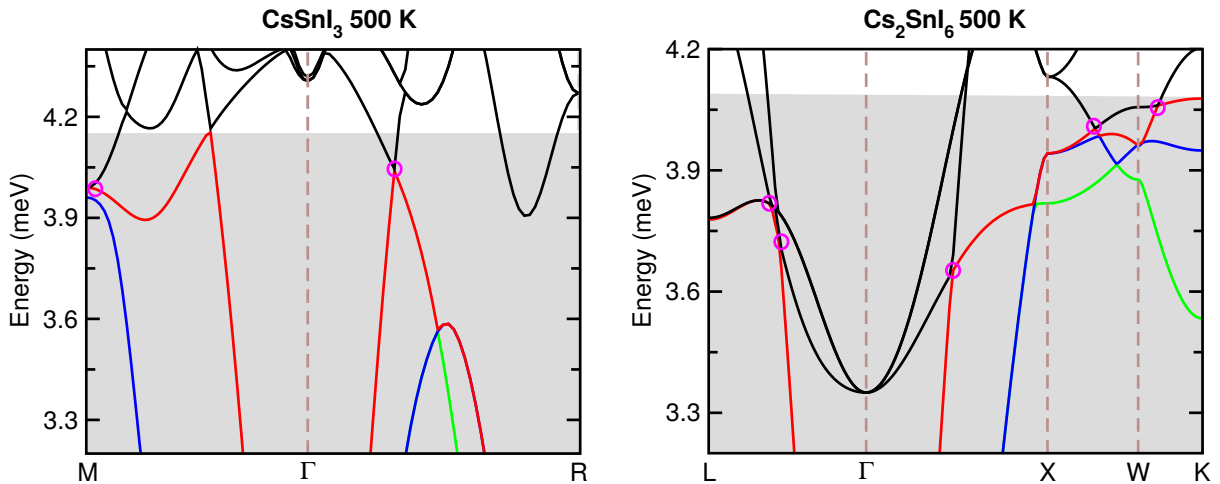 CsSnI3 500 K
Energy (meV)
4.2
3.9
3.6
3.3
M
Γ
R
Cs2SnI6 500 K
Energy (meV)
4.2
3.9
3.6
3.3
L
Γ
X
W
K